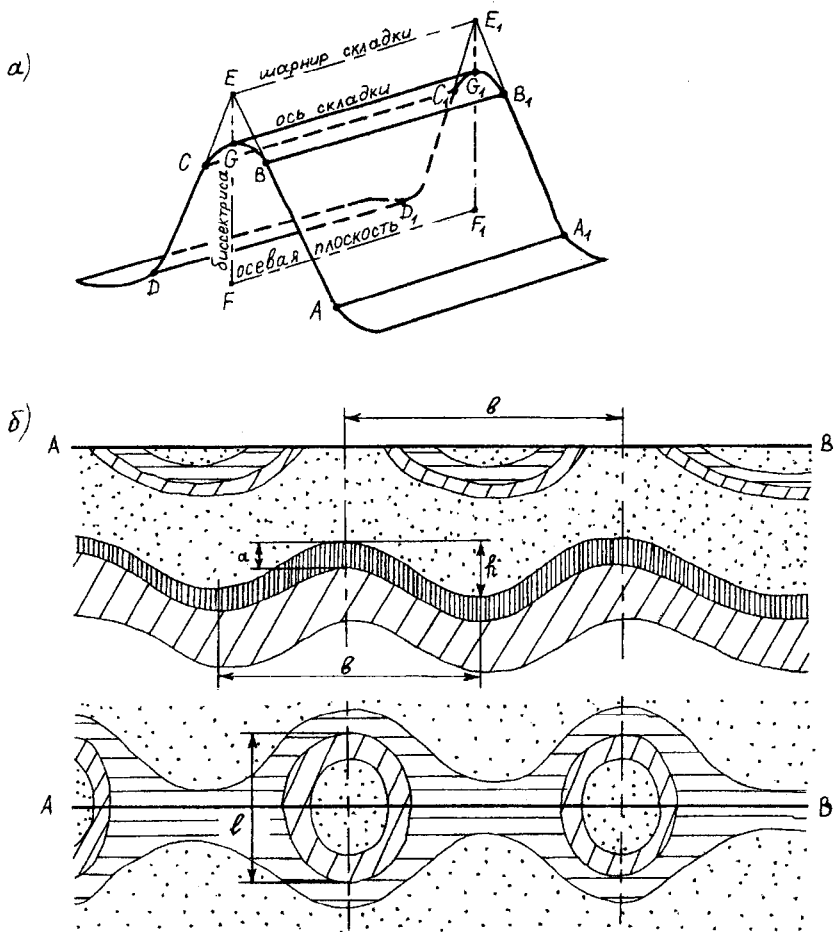 а)
E₁
E
шарнир складки
C₁
G₁
B₁
ось складки
C
G
B
биссектриса
D₁
F₁
A₁
D
осевая плоскость
F
A
б)
A
B
в
а
h
в
A
B
l